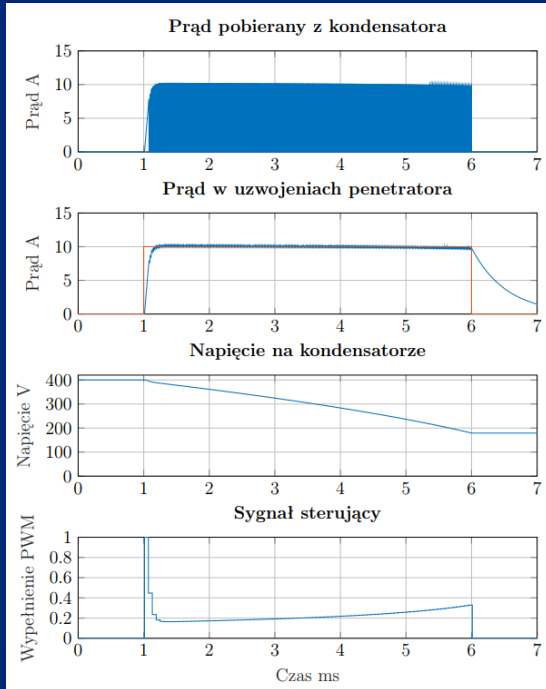 Prąd pobierany z kondensatora
Prąd A
15
10
5
0
0 1 2 3 4 5 6 7
Prąd w uzwojeniach penetratora
Prąd A
15
10
5
0
0 1 2 3 4 5 6 7
Napięcie na kondensatorze
Napięcie V
400
300
200
100
0
0 1 2 3 4 5 6 7
Sygnał sterujący
Wypełnienie PWM
1
0.8
0.6
0.4
0.2
0
0 1 2 3 4 5 6 7
Czas ms